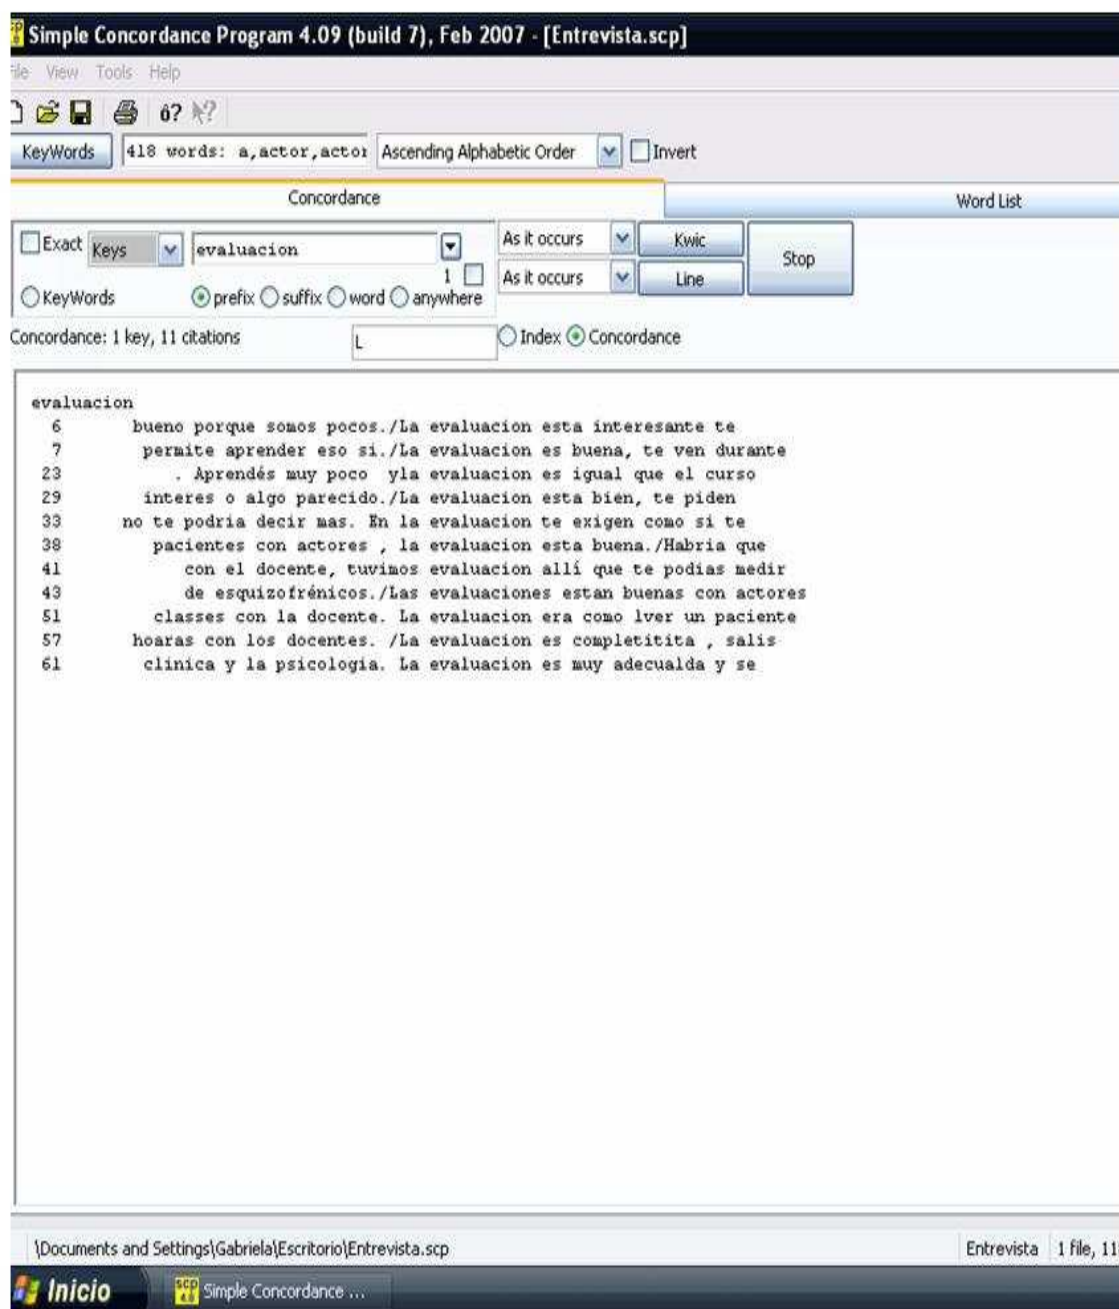 Simple Concordance Program 4.09 (build 7), Feb 2007 - [Entrevista.scp]
File View Tools Help
KeyWords 418 words: a,actor,actor Ascending Alphabetic Order Invert
Concordance Word List
Exact Keys evaluacion As it occurs Kwic Stop
1 As it occurs Line
KeyWords prefix suffix word anywhere
Concordance: 1 key, 11 citations L Index Concordance
evaluacion
6 bueno porque somos pocos./La evaluacion esta interesante te
7 permite aprender eso si./La evaluacion es buena, te ven durante
23 . Aprendés muy poco yla evaluacion es igual que el curso
29 interes o algo parecido./La evaluacion esta bien, te piden
33 no te podria decir mas. En la evaluacion te exigen como si te
38 pacientes con actores , la evaluacion esta buena./Habria que
41 con el docente, tuvimos evaluacion allí que te podias medir
43 de esquizofrénicos./Las evaluaciones estan buenas con actores
51 classes con la docente. La evaluacion era como lver un paciente
57 hoaras con los docentes. /La evaluacion es completitita , salis
61 clinica y la psicologia. La evaluacion es muy adecualda y se
\Documents and Settings\Gabriela\Escritorio\Entrevista.scp Entrevista 1 file, 11
Inicio Simple Concordance ...